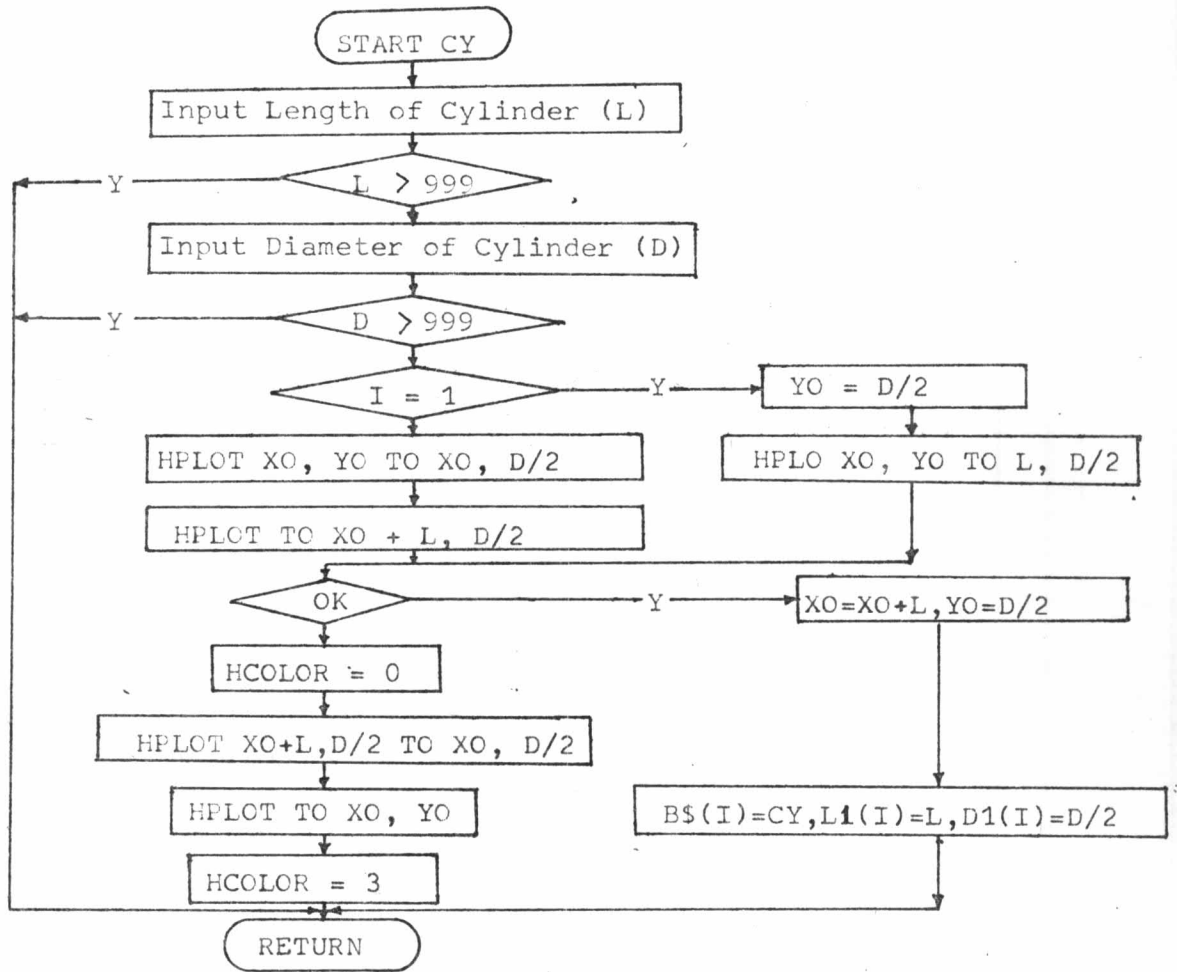 START CY
Input Length of Cylinder (L)
Y
L > 999
Input Diameter of Cylinder (D)
Y
D > 999
I = 1
Y
YO = D/2
HPLOT XO, YO TO XO, D/2
HPLO XO, YO TO L, D/2
HPLOT TO XO + L, D/2
OK
Y
XO=XO+L,YO=D/2
HCOLOR = 0
HPLOT XO+L,D/2 TO XO, D/2
HPLOT TO XO, YO
B$(I)=CY,L1(I)=L,D1(I)=D/2
HCOLOR = 3
RETURN